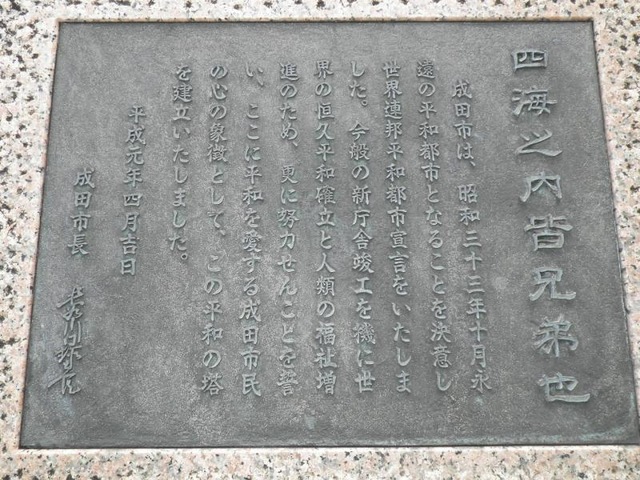 四海之内皆兄弟也
成田市は、昭和三十三年十月永
遠の平和都市となることを決意し、
世界連邦平和都市宣言をいたしま
した。今般の新庁舎竣工を機に世
界の恒久平和確立と人類の福祉増
進のため、更に努力せんことを誓
い、ここに平和を愛する成田市民
の心の象徴として、この平和の塔
を建立いたしました。
平成元年四月吉日
成田市長